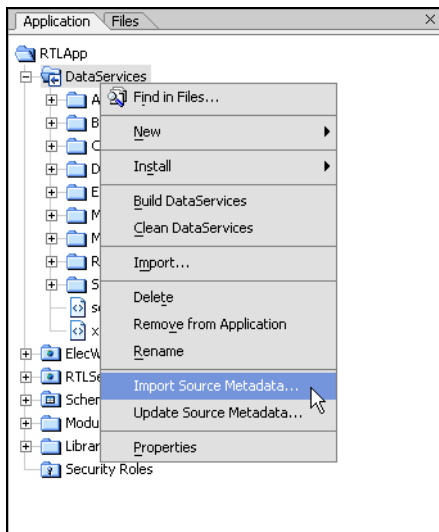 Application Files
RTLApp
DataServices
A
B
C
D
E
M
M
R
S
Find in Files...
New
Install
Build DataServices
Clean DataServices
Import...
Delete
Remove from Application
Rename
Import Source Metadata...
Update Source Metadata...
Properties
Security Roles